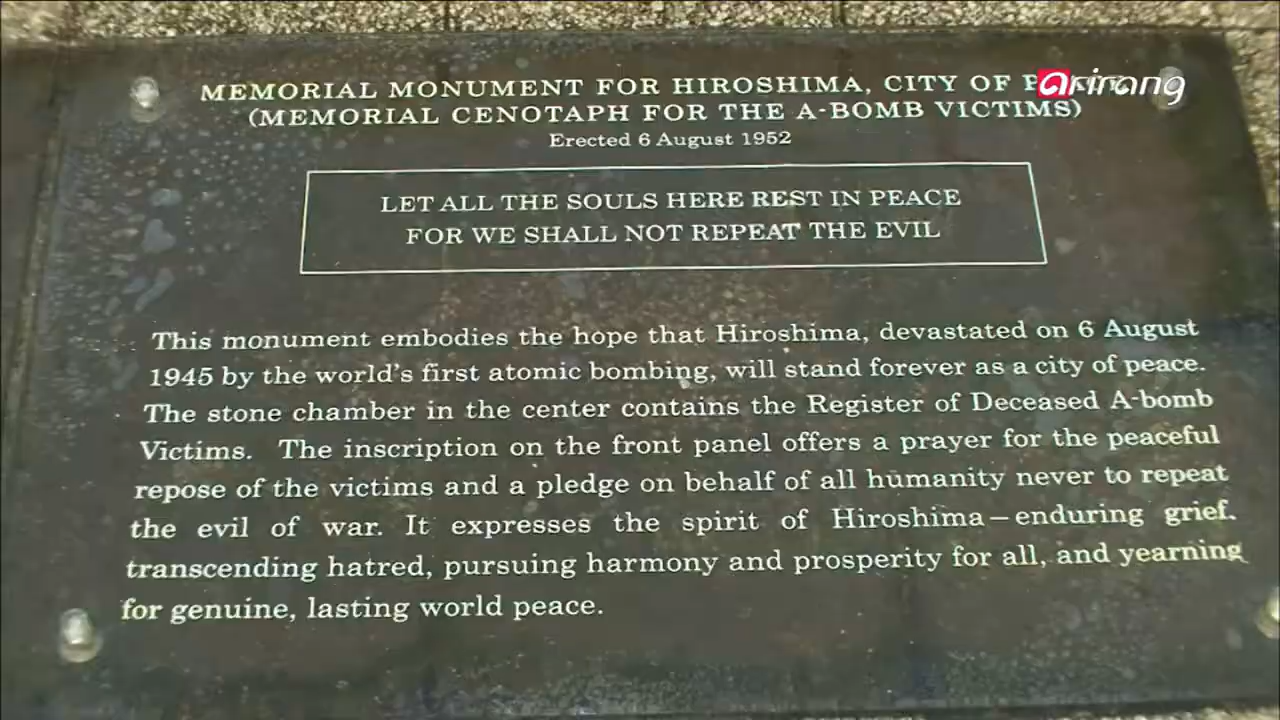 MEMORIAL MONUMENT FOR HIROSHIMA, CITY OF
arirang
(MEMORIAL CENOTAPH FOR THE A-BOMB VICTIMS)
Erected 6 August 1952
LET ALL THE SOULS HERE REST IN PEACE
FOR WE SHALL NOT REPEAT THE EVIL
This monument embodies the hope that Hiroshima, devastated on 6 August
1945 by the world's first atomic bombing, will stand forever as a city of peace.
The stone chamber in the center contains the Register of Deceased A-bomb
Victims. The inscription on the front panel offers a prayer for the peaceful
repose of the victims and a pledge on behalf of all humanity never to repeat
the evil of war. It expresses the spirit of Hiroshima — enduring grief,
transcending hatred, pursuing harmony and prosperity for all, and yearning
for genuine, lasting world peace.